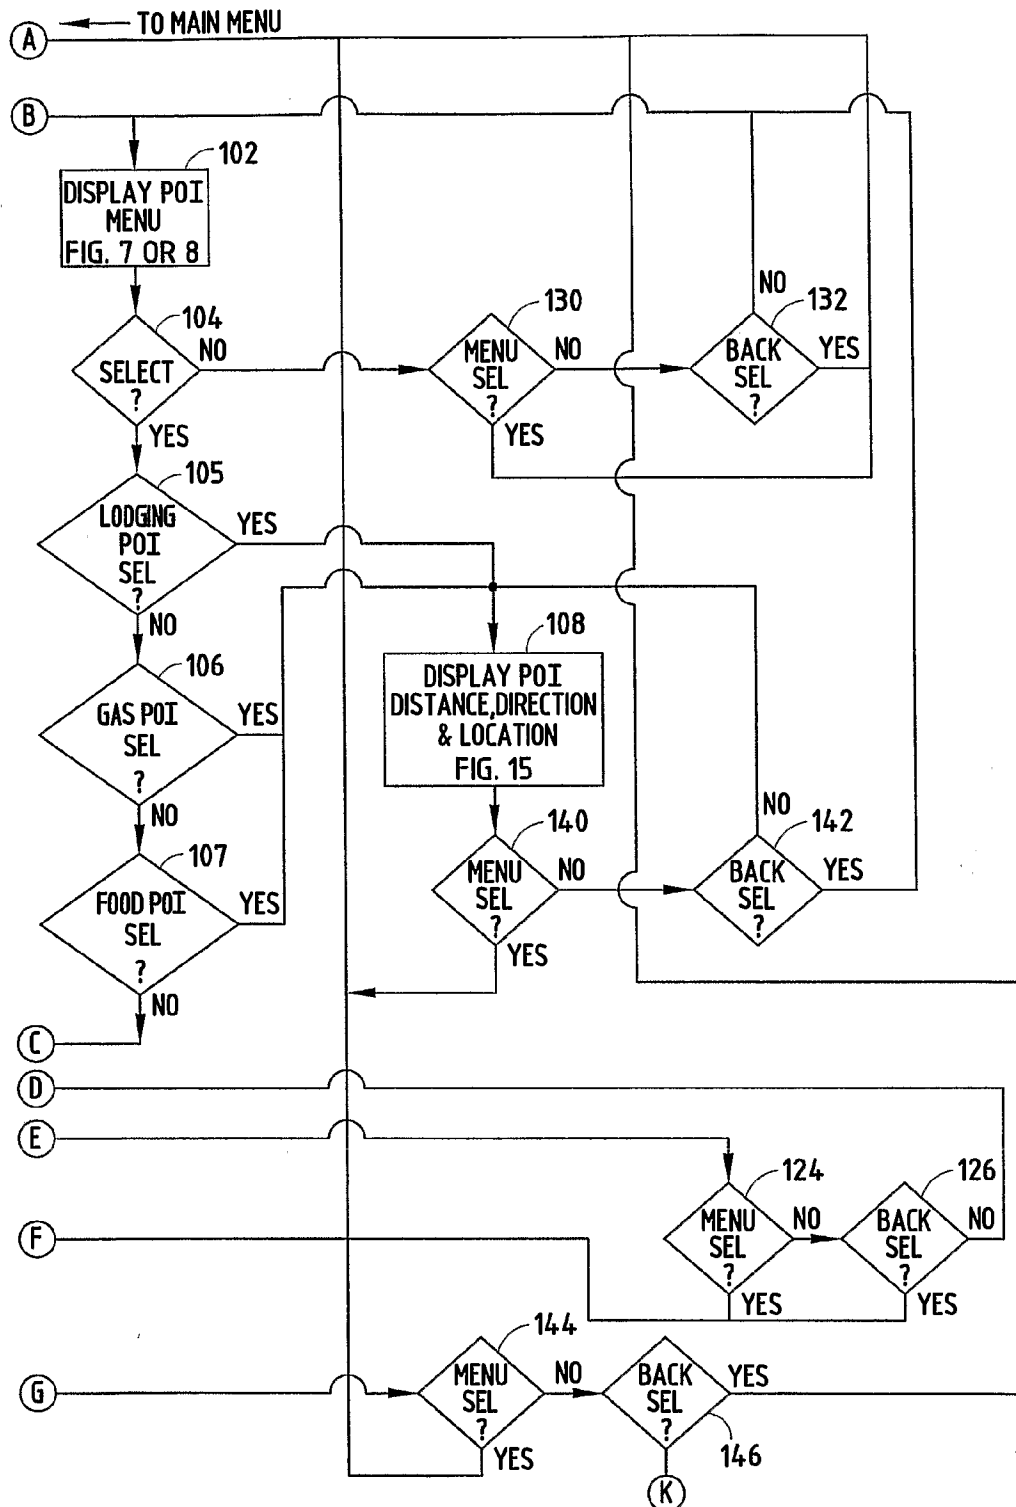 A
TO MAIN MENU
B
102
DISPLAY POI
MENU
FIG. 7 OR 8
104
SELECT
?
NO
YES
130
MENU
SEL
?
NO
YES
132
NO
BACK
SEL
?
YES
105
LODGING
POI
SEL
?
YES
NO
106
GAS POI
SEL
?
YES
NO
107
FOOD POI
SEL
?
YES
NO
108
DISPLAY POI
DISTANCE,DIRECTION
& LOCATION
FIG. 15
140
MENU
SEL
?
NO
YES
142
NO
BACK
SEL
?
YES
C
D
E
124
MENU
SEL
?
NO
YES
126
BACK
SEL
?
NO
YES
F
G
144
MENU
SEL
?
NO
YES
BACK
SEL
?
YES
146
K